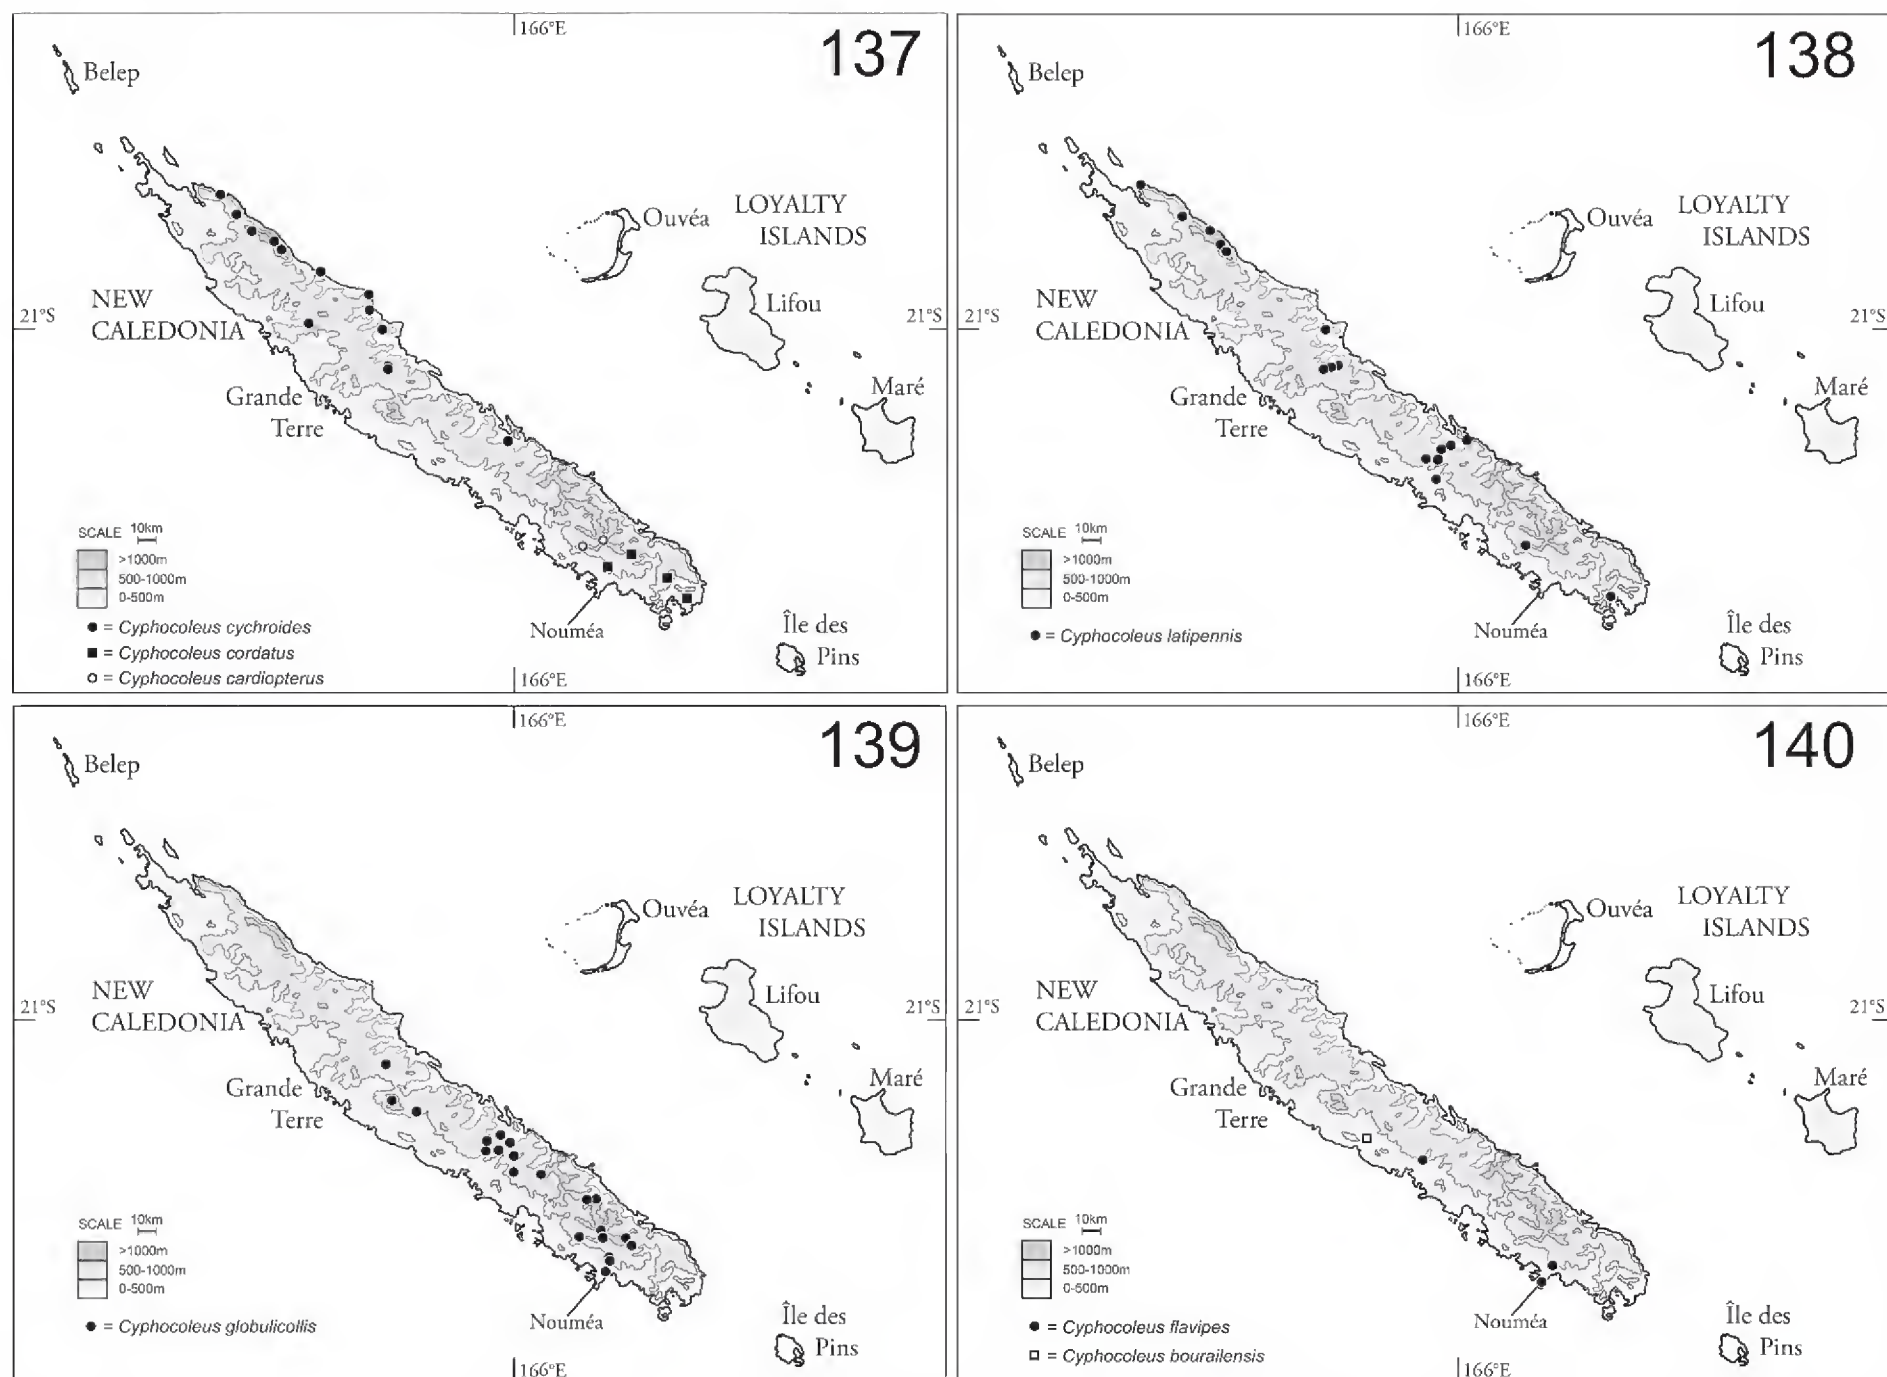 166°E
137
Belep
Ouvéa
LOYALTY
ISLANDS
Lifou
NEW
CALEDONIA
21°S
21°S
Grande
Terre
Maré
SCALE 10km
>1000m
500-1000m
0-500m
Nouméa
Île des
Pins
● = Cyphocoleus cychroides
■ = Cyphocoleus cordatus
○ = Cyphocoleus cardiopterus
166°E
166°E
138
Belep
Ouvéa
LOYALTY
ISLANDS
Lifou
NEW
CALEDONIA
21°S
21°S
Grande
Terre
Maré
SCALE 10km
>1000m
500-1000m
0-500m
Nouméa
Île des
Pins
● = Cyphocoleus latipennis
166°E
166°E
139
Belep
Ouvéa
LOYALTY
ISLANDS
Lifou
NEW
CALEDONIA
21°S
21°S
Grande
Terre
Maré
SCALE 10km
>1000m
500-1000m
0-500m
Nouméa
Île des
Pins
● = Cyphocoleus globulicollis
166°E
166°E
140
Belep
Ouvéa
LOYALTY
ISLANDS
Lifou
NEW
CALEDONIA
21°S
21°S
Grande
Terre
Maré
SCALE 10km
>1000m
500-1000m
0-500m
Nouméa
Île des
Pins
● = Cyphocoleus flavipes
□ = Cyphocoleus bourailensis
166°E